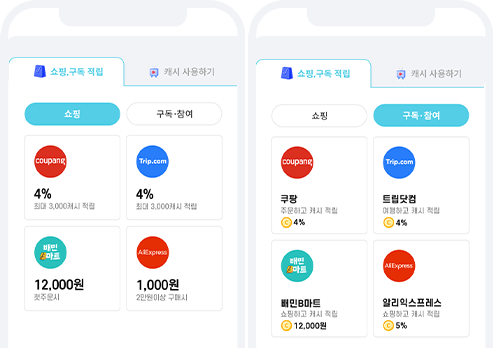 쇼핑,구독 적립
캐시 사용하기
쇼핑
구독·참여
coupang
4%
최대 3,000캐시 적립
Trip.com
4%
최대 3,000캐시 적립
배민
B마트
12,000원
첫주문시
AliExpress
1,000원
2만원이상 구매시
쇼핑,구독 적립
캐시 사용하기
쇼핑
구독·참여
coupang
쿠팡
주문하고 캐시 적립
C 4%
Trip.com
트립닷컴
여행하고 캐시 적립
C 4%
배민
B마트
배민B마트
쇼핑하고 캐시 적립
C 12,000원
AliExpress
알리익스프레스
쇼핑하고 캐시 적립
C 5%